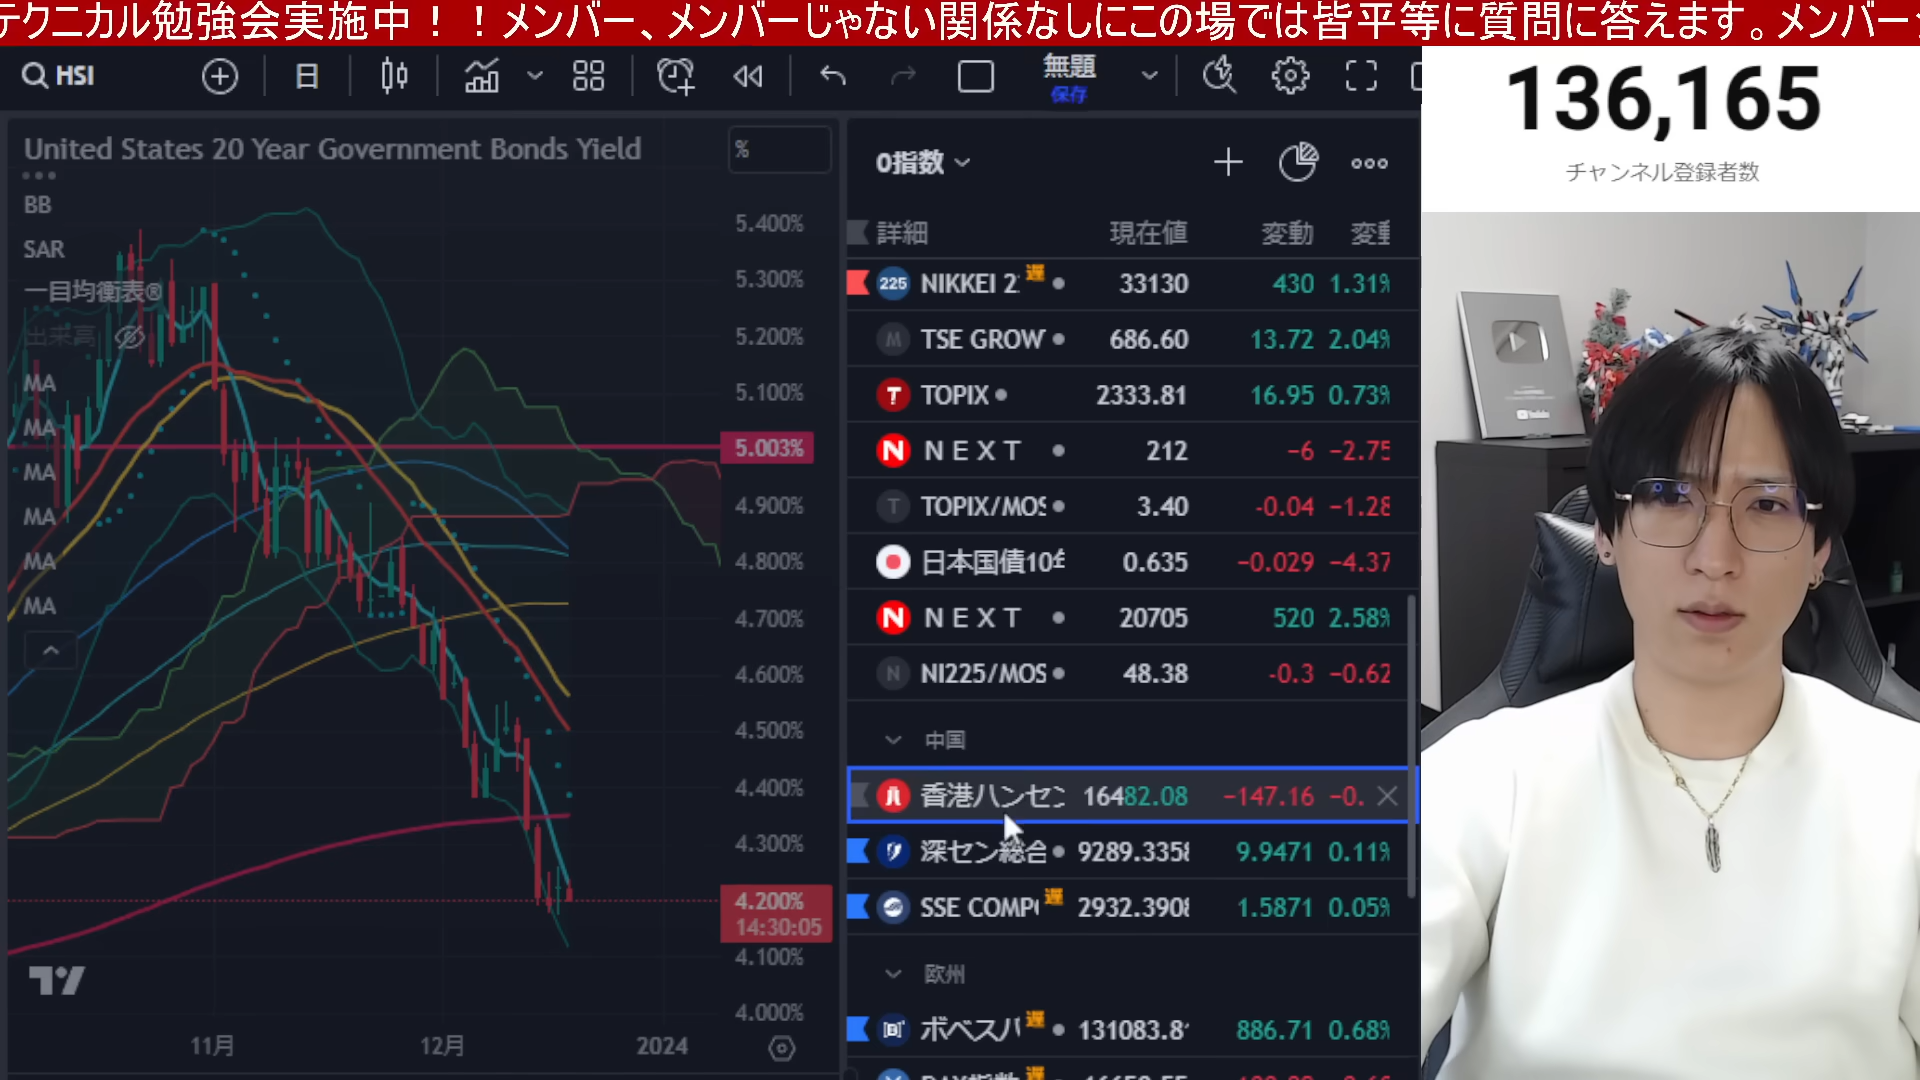 テクニカル勉強会実施中！！メンバー、メンバーじゃない関係なしにこの場では皆平等に質問に答えます。メンバー
HSI
日
無題
保存
136,165
チャンネル登録者数
United States 20 Year Government Bonds Yield
%
BB
SAR
一目均衡表®
出来高
MA
MA
MA
MA
MA
MA
5.400%
5.300%
5.200%
5.100%
5.003%
4.900%
4.800%
4.700%
4.600%
4.500%
4.400%
4.300%
4.200%
14:30:05
4.100%
4.000%
11月 12月 2024
0指数
詳細 現在値 変動 変動
225 NIKKEI 2 遅 33130 430 1.31%
M TSE GROW 686.60 13.72 2.04%
T TOPIX 2333.81 16.95 0.73%
N N E X T 212 −6 −2.75
T TOPIX/MOS 3.40 -0.04 −1.28
日本国債10年 0.635 −0.029 −4.37
N N E X T 20705 520 2.58%
N NI225/MOS 48.38 -0.3 −0.62
中国
香港ハンセン 16482.08 −147.16 −0.
深セン総合 9289.3358 9.9471 0.11%
SSE COMP 遅 2932.3908 1.5871 0.05%
欧州
ボベスパ 遅 131083.8 886.71 0.68%
YouTube